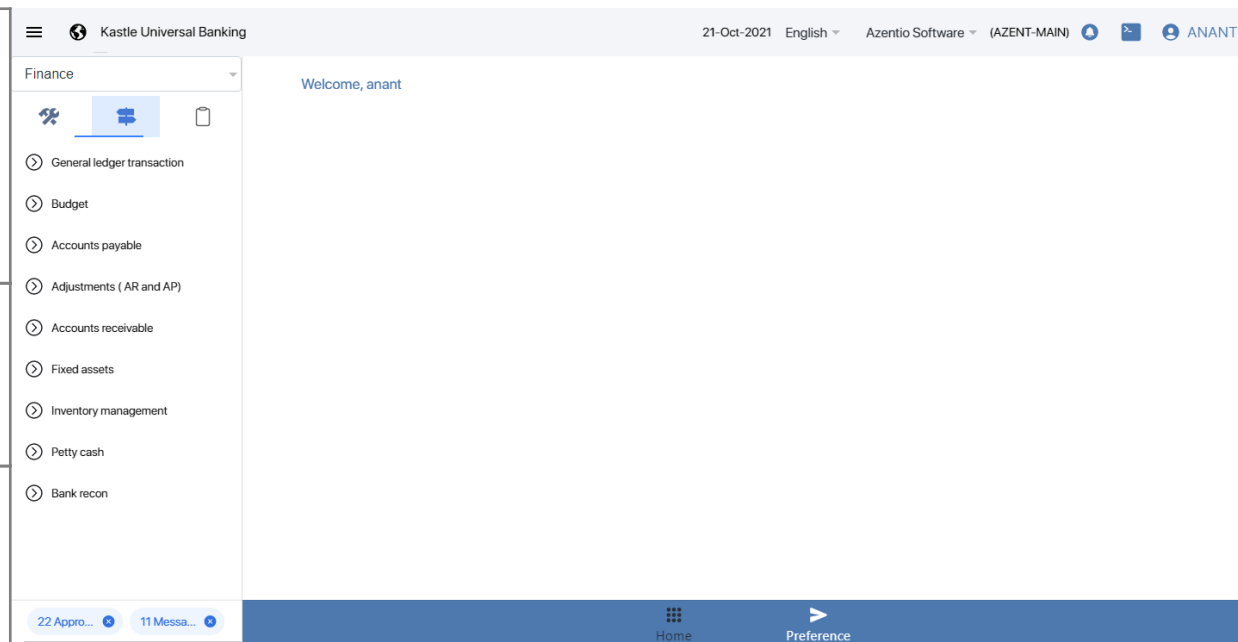 Kastle Universal Banking 21-Oct-2021 English Azentio Software (AZENT-MAIN) ANANT
Finance
Welcome, anant
General ledger transaction
Budget
Accounts payable
Adjustments ( AR and AP)
Accounts receivable
Fixed assets
Inventory management
Petty cash
Bank recon
22 Appro... 11 Messa...
Home Preference